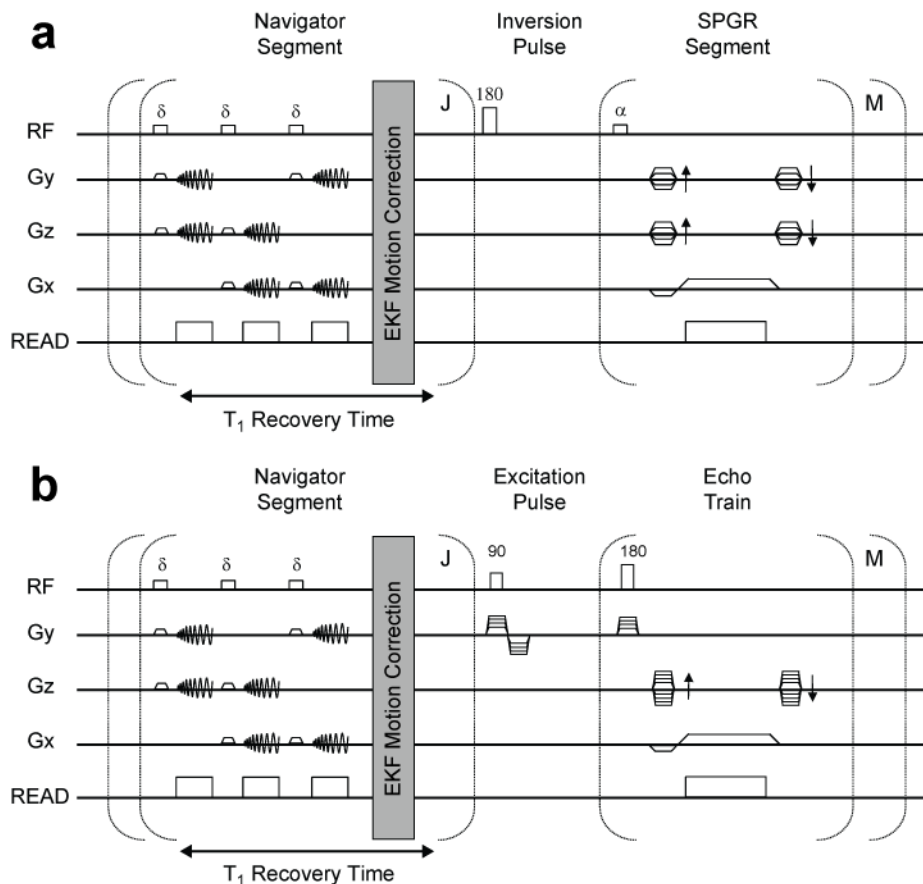 a
Navigator
Segment
Inversion
Pulse
SPGR
Segment
J
M
RF
δ
δ
δ
180
α
Gy
Gz
Gx
READ
EKF Motion Correction
T₁ Recovery Time
b
Navigator
Segment
Excitation
Pulse
Echo
Train
J
M
RF
δ
δ
δ
90
180
Gy
Gz
Gx
READ
EKF Motion Correction
T₁ Recovery Time